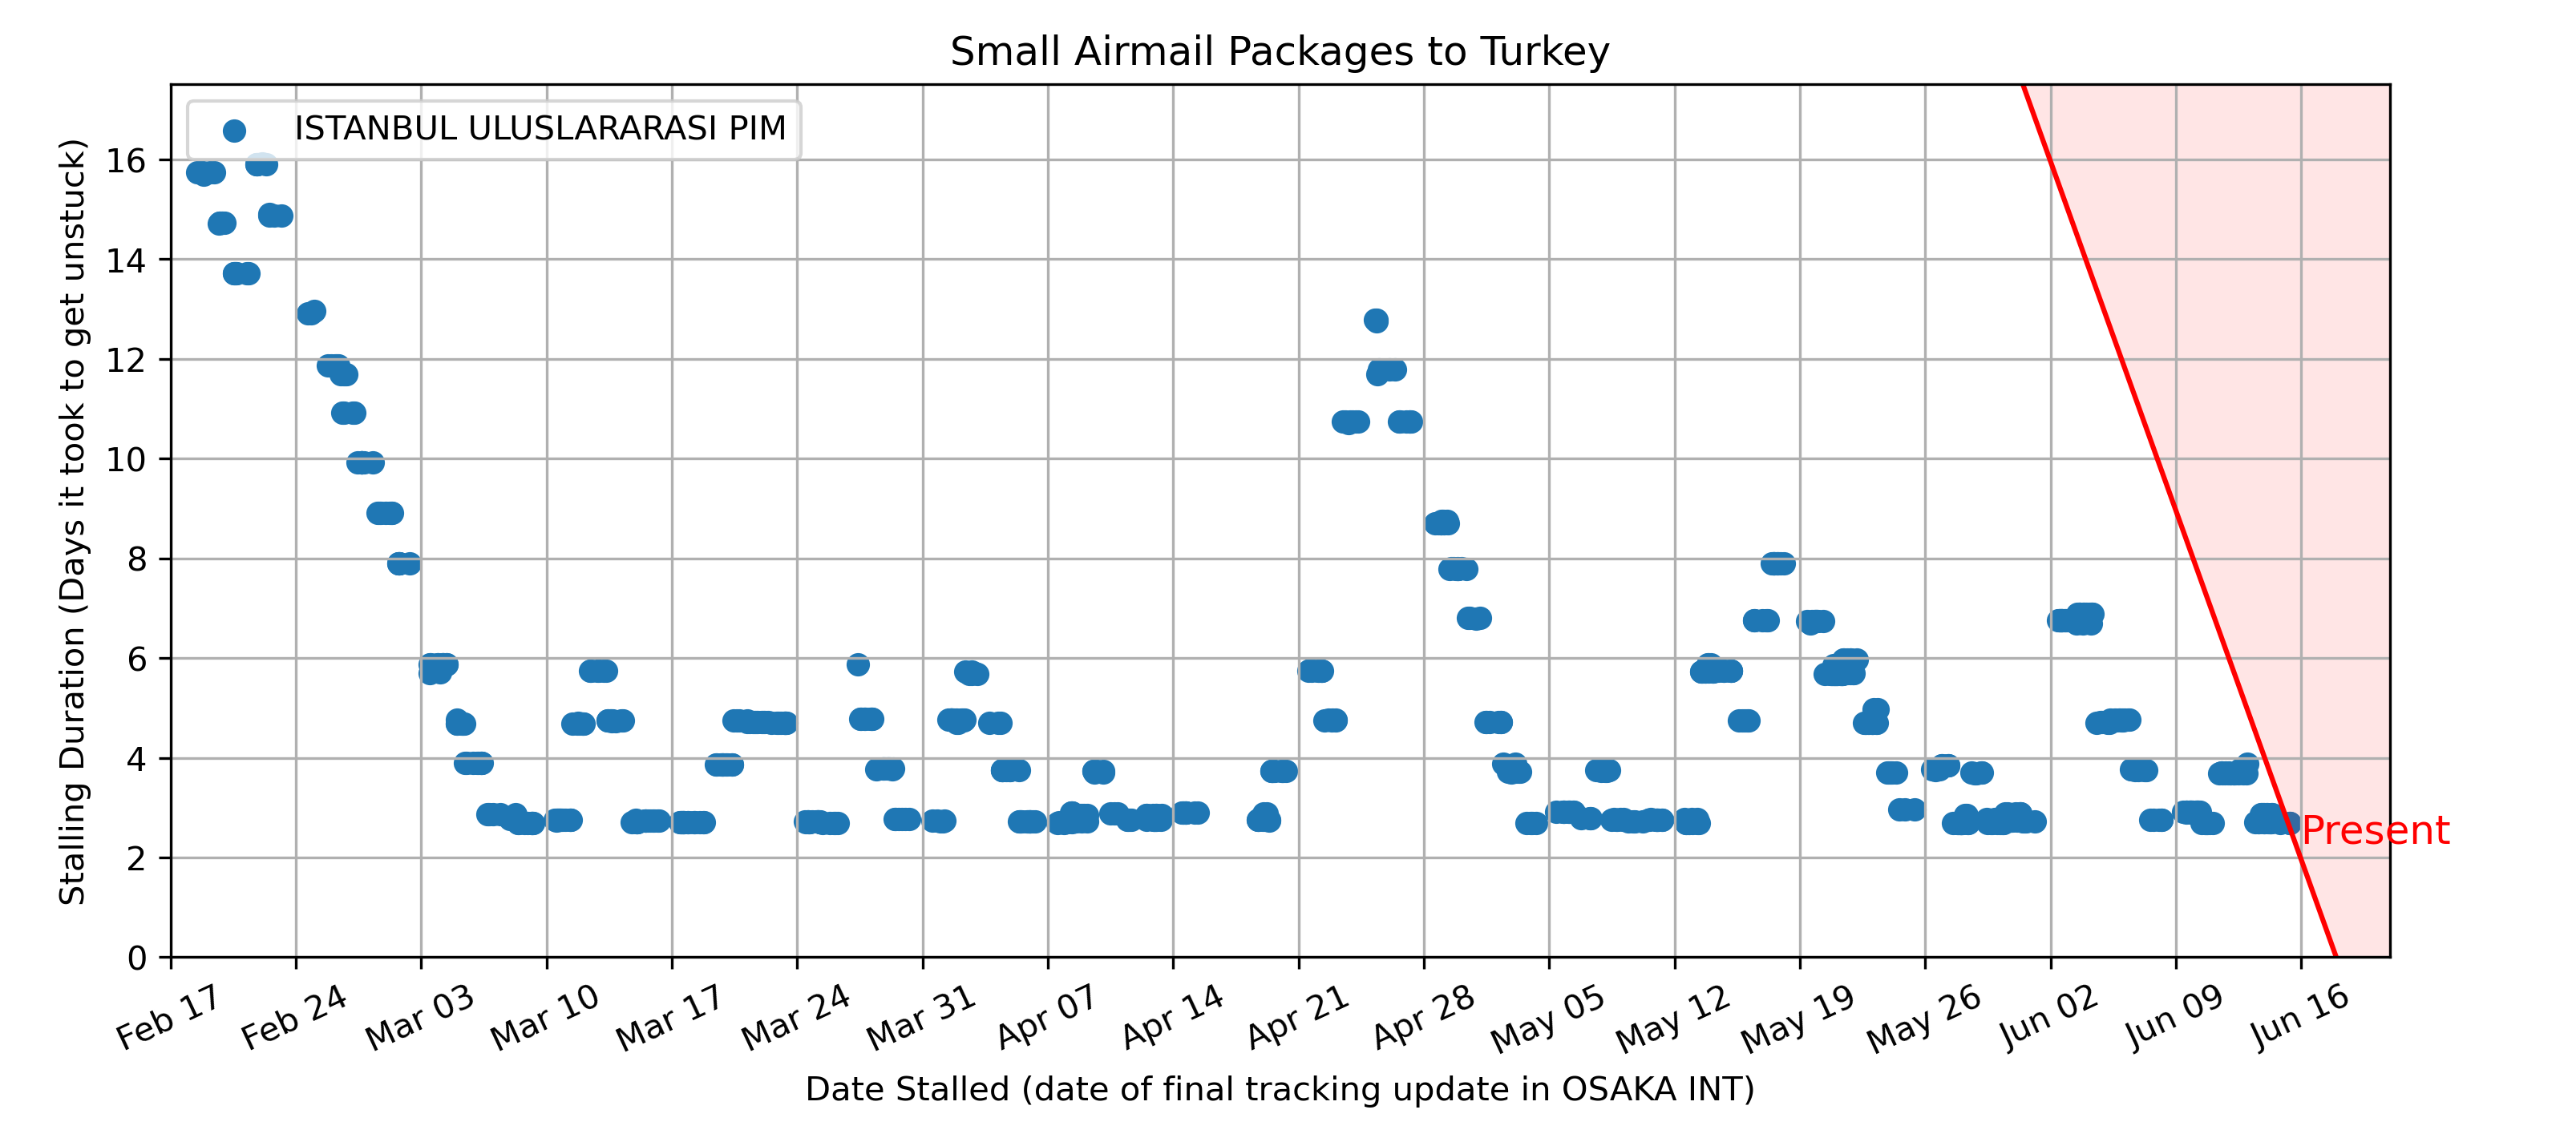 Small Airmail Packages to Turkey
ISTANBUL ULUSLARARASI PIM
Stalling Duration (Days it took to get unstuck)
16
14
12
10
8
6
4
2
0
Present
Feb 17
Feb 24
Mar 03
Mar 10
Mar 17
Mar 24
Mar 31
Apr 07
Apr 14
Apr 21
Apr 28
May 05
May 12
May 19
May 26
Jun 02
Jun 09
Jun 16
Date Stalled (date of final tracking update in OSAKA INT)